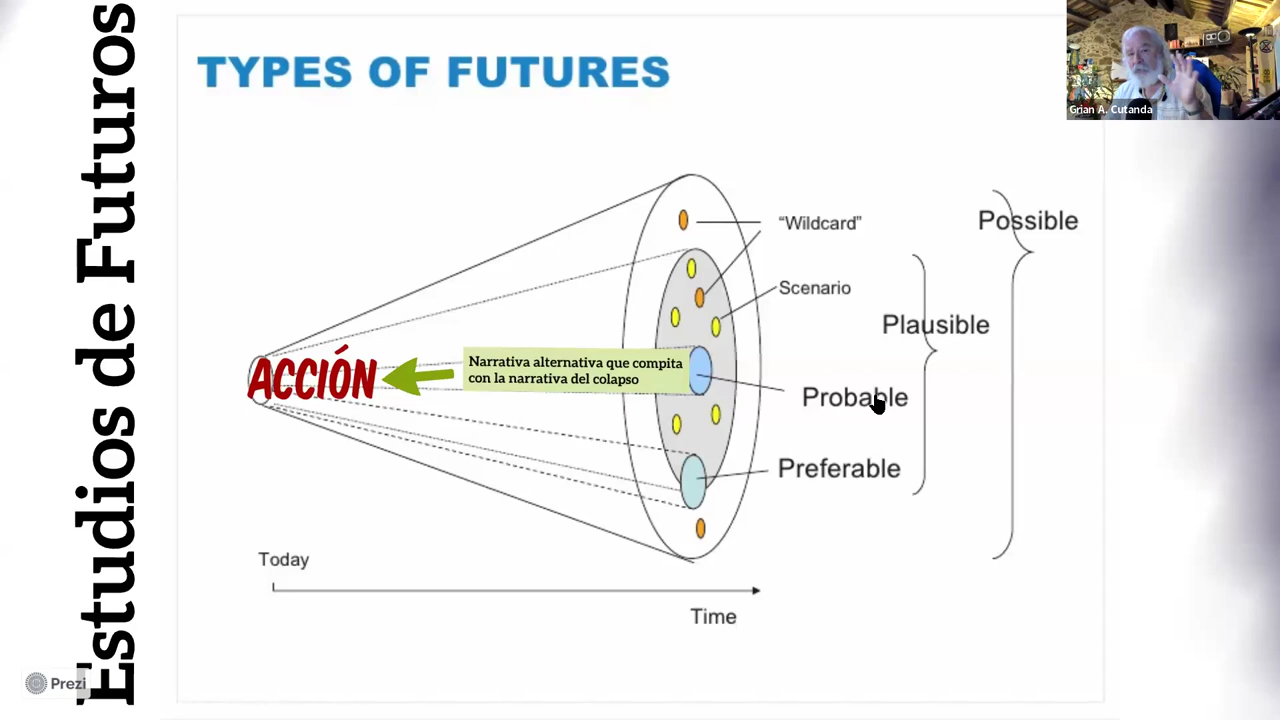 Estudios de Futuros
TYPES OF FUTURES
Grian A. Cutanda
"Wildcard"
Possible
Scenario
Plausible
ACCIÓN
Narrativa alternativa que compita
con la narrativa del colapso
Probable
Preferable
Today
Time
Prezi